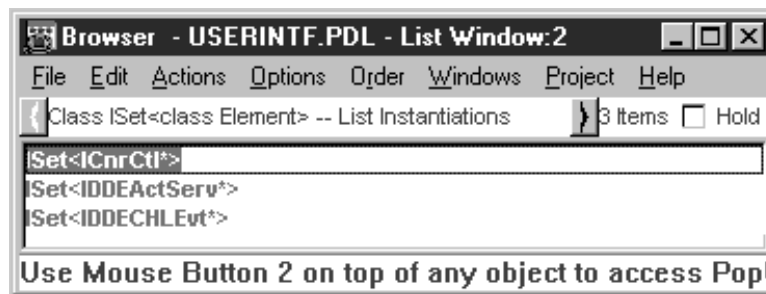 Browser - USERINTF.PDL - List Window:2
File Edit Actions Options Order Windows Project Help
Class ISet<class Element> -- List Instantiations 3 Items Hold
ISet<ICnrCtl*>
ISet<IDDEActServ*>
ISet<IDDECHLEvt*>
Use Mouse Button 2 on top of any object to access Pop